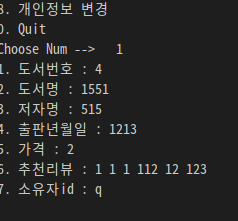 . 개인정보 변경
. Quit
Choose Num -->   1
1. 도서번호 : 4
2. 도서명 : 1551
3. 저자명 : 515
4. 출판년월일 : 1213
5. 가격 : 2
6. 추천리뷰 : 1 1 1 112 12 123
7. 소유자id : q